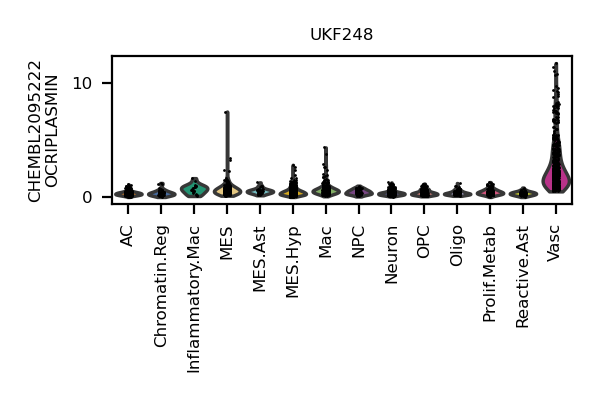 UKF248
CHEMBL2095222
OCRIPLASMIN
10
0
AC
Chromatin.Reg
Inflammatory.Mac
MES
MES.Ast
MES.Hyp
Mac
NPC
Neuron
OPC
Oligo
Prolif.Metab
Reactive.Ast
Vasc